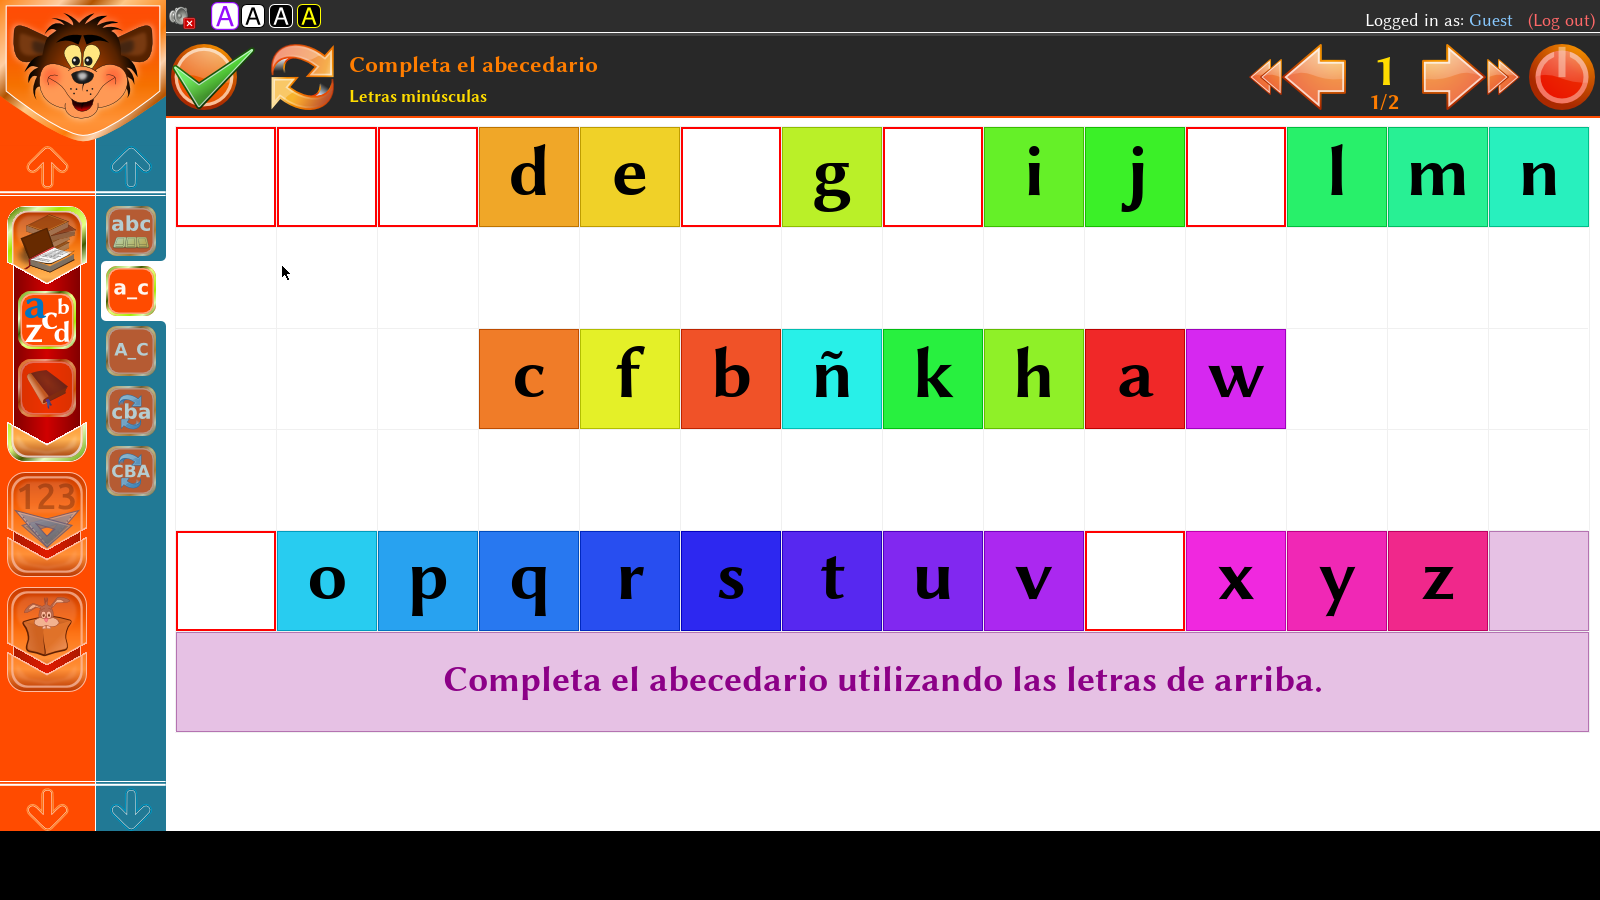 A A A A
Logged in as: Guest (Log out)
Completa el abecedario
Letras minúsculas
1
1/2
d e g i j l m n
abc
a_c
c f b ñ k h a w
a b c d z
A_C
cba
CBA
123
o p q r s t u v x y z
Completa el abecedario utilizando las letras de arriba.